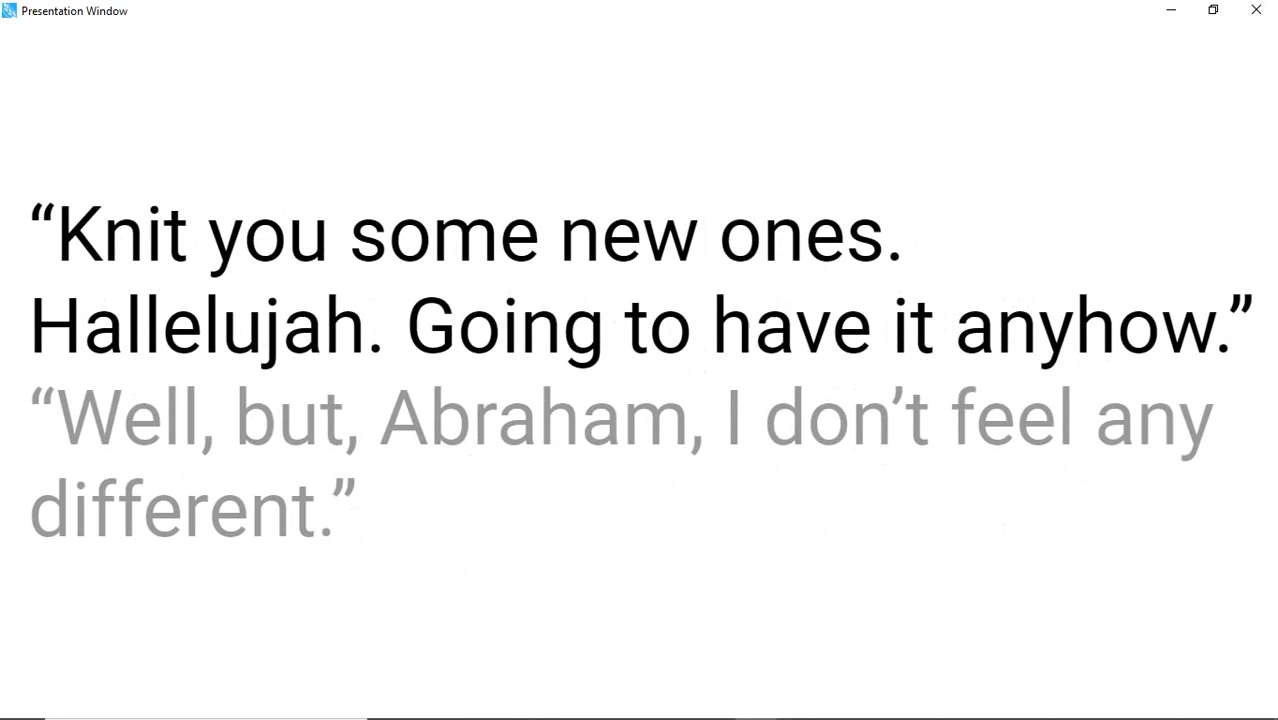 Presentation Window
“Knit you some new ones.
Hallelujah. Going to have it anyhow.”
“Well, but, Abraham, I don’t feel any
different.”